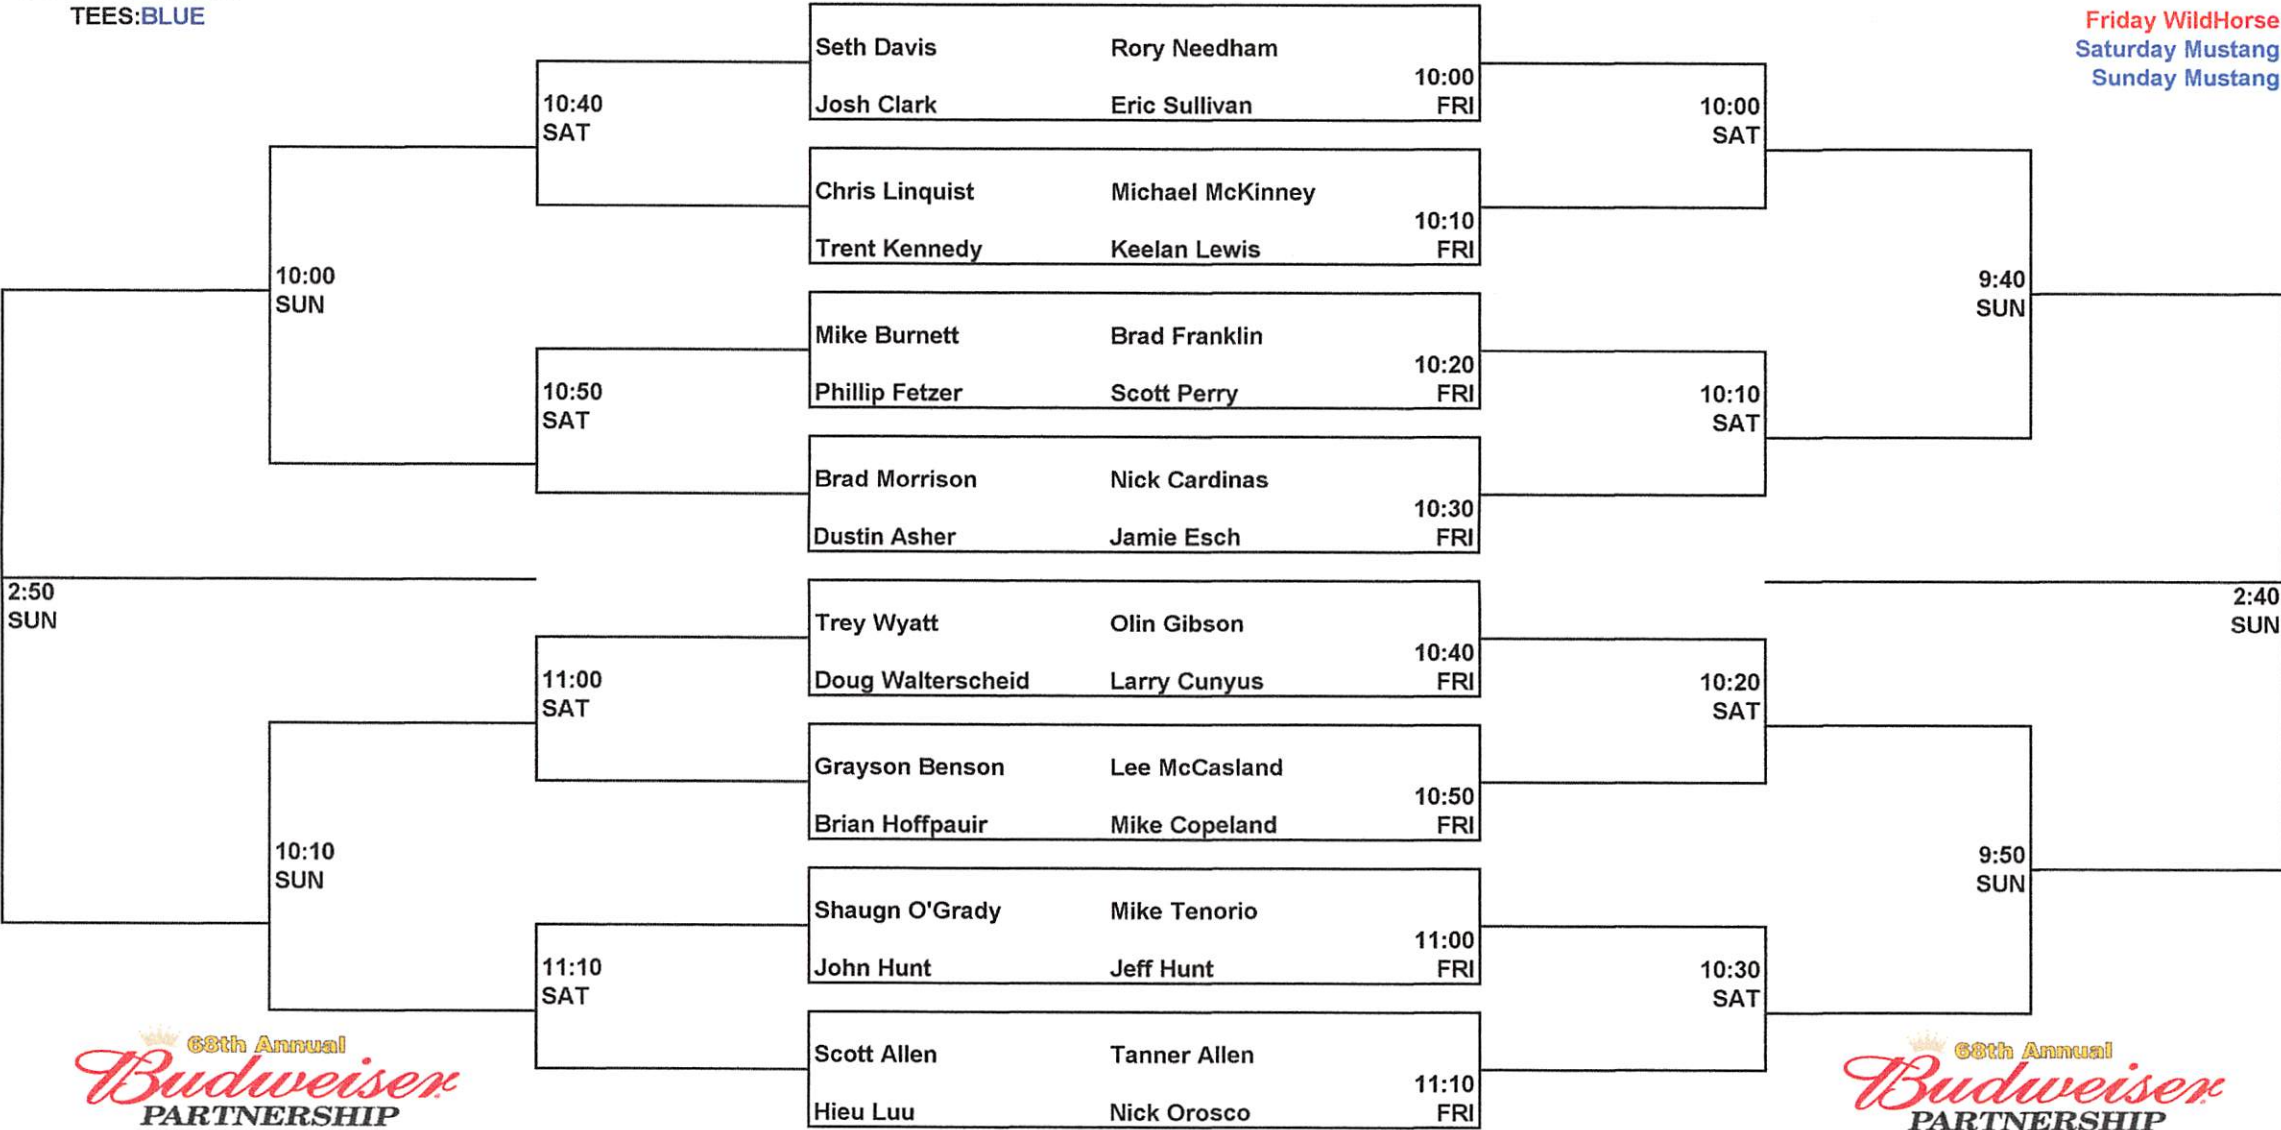 TEES:BLUE
Friday WildHorse
Saturday Mustang
Sunday Mustang
Seth Davis Rory Needham
10:00
Josh Clark Eric Sullivan FRI
10:40
SAT
10:00
SAT
Chris Linquist Michael McKinney
10:10
Trent Kennedy Keelan Lewis FRI
10:00
SUN
9:40
SUN
Mike Burnett Brad Franklin
10:20
Phillip Fetzer Scott Perry FRI
10:50
SAT
10:10
SAT
Brad Morrison Nick Cardinas
10:30
Dustin Asher Jamie Esch FRI
2:50
SUN
2:40
SUN
Trey Wyatt Olin Gibson
10:40
Doug Walterscheid Larry Cunyus FRI
11:00
SAT
10:20
SAT
Grayson Benson Lee McCasland
10:50
Brian Hoffpauir Mike Copeland FRI
10:10
SUN
9:50
SUN
Shaugn O'Grady Mike Tenorio
11:00
John Hunt Jeff Hunt FRI
11:10
SAT
10:30
SAT
Scott Allen Tanner Allen
11:10
Hieu Luu Nick Orosco FRI
68th Annual
Budweiser
PARTNERSHIP
68th Annual
Budweiser
PARTNERSHIP